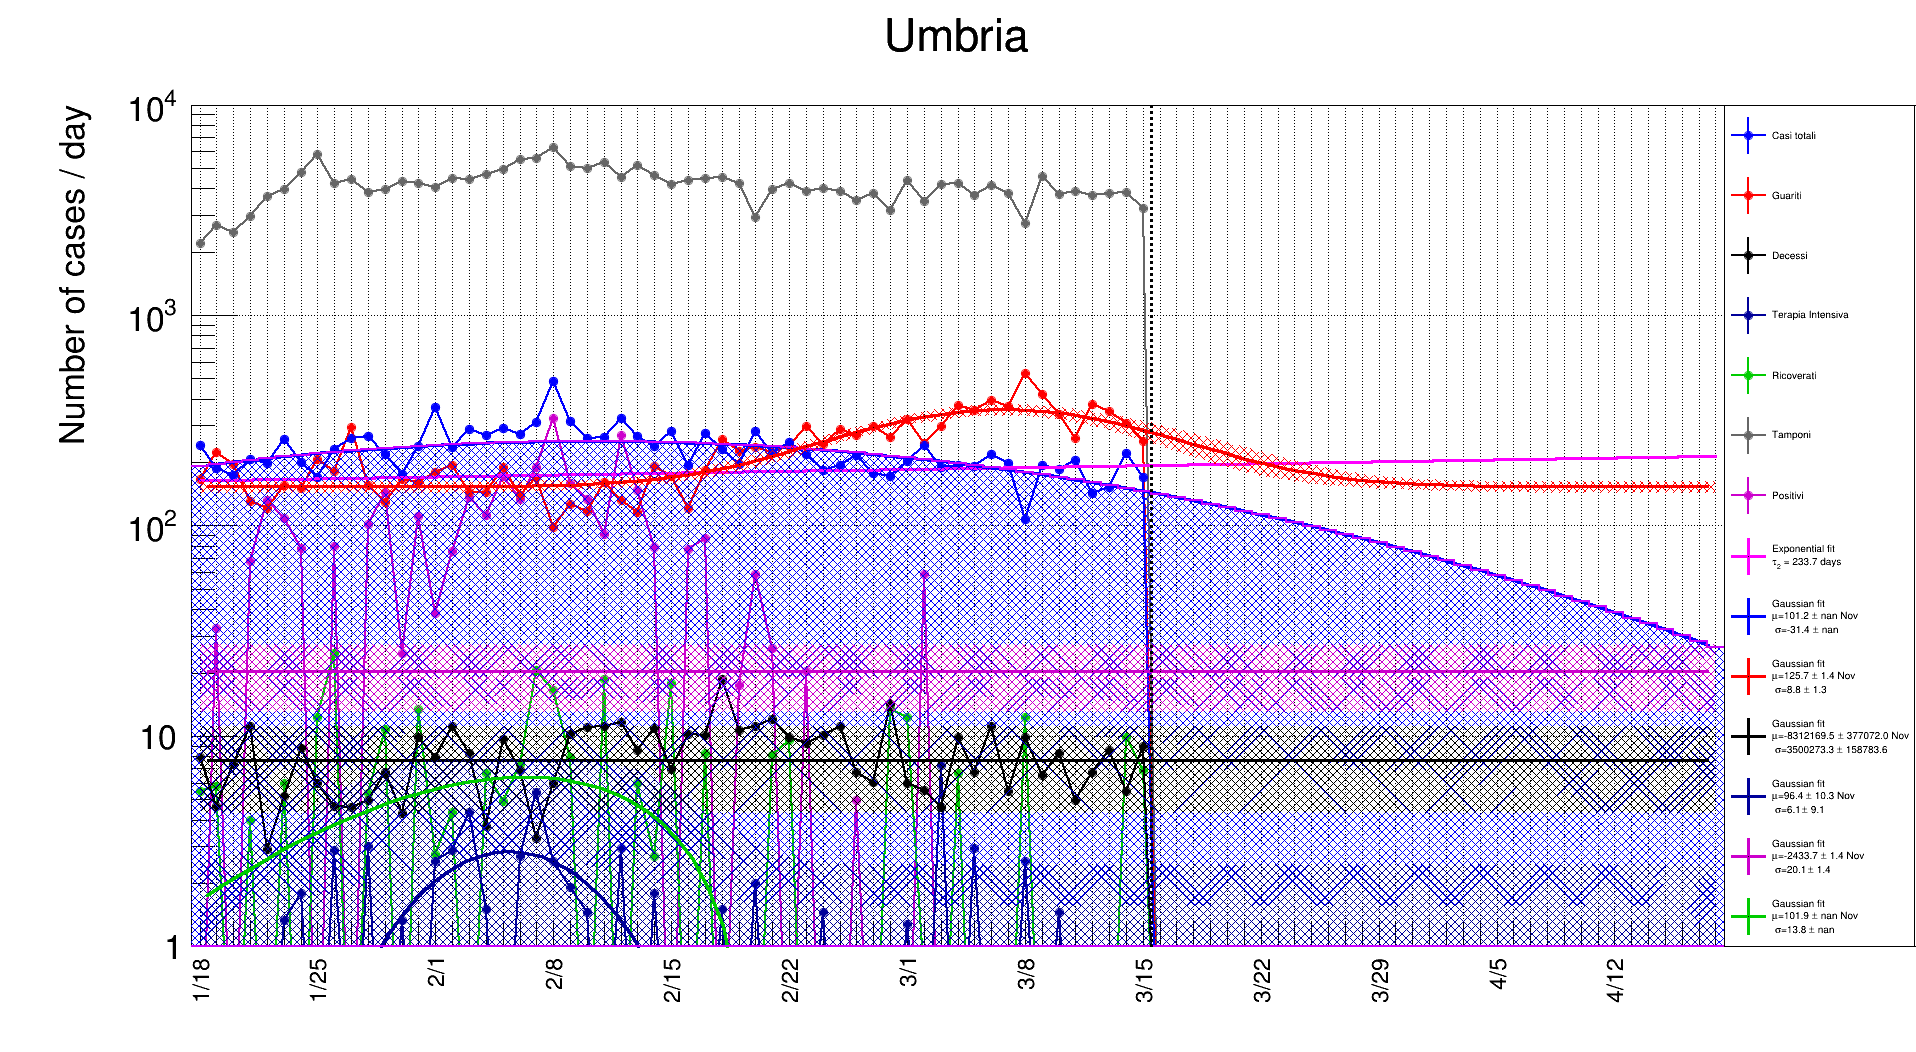 Umbria
Number of cases / day
10^4
10^3
10^2
10
1
1/18
1/25
2/1
2/8
2/15
2/22
3/1
3/8
3/15
3/22
3/29
4/5
4/12
Casi totali
Guariti
Decessi
Terapia Intensiva
Ricoverati
Tamponi
Positivi
Exponential fit
τ_2 = 233.7 days
Gaussian fit
μ=101.2 ± nan Nov
σ=-31.4 ± nan
Gaussian fit
μ=125.7 ± 1.4 Nov
σ=8.8 ± 1.3
Gaussian fit
μ=-8312169.5 ± 377072.0 Nov
σ=3500273.3 ± 158783.6
Gaussian fit
μ=96.4 ± 10.3 Nov
σ=6.1 ± 9.1
Gaussian fit
μ=-2433.7 ± 1.4 Nov
σ=20.1 ± 1.4
Gaussian fit
μ=101.9 ± nan Nov
σ=13.8 ± nan